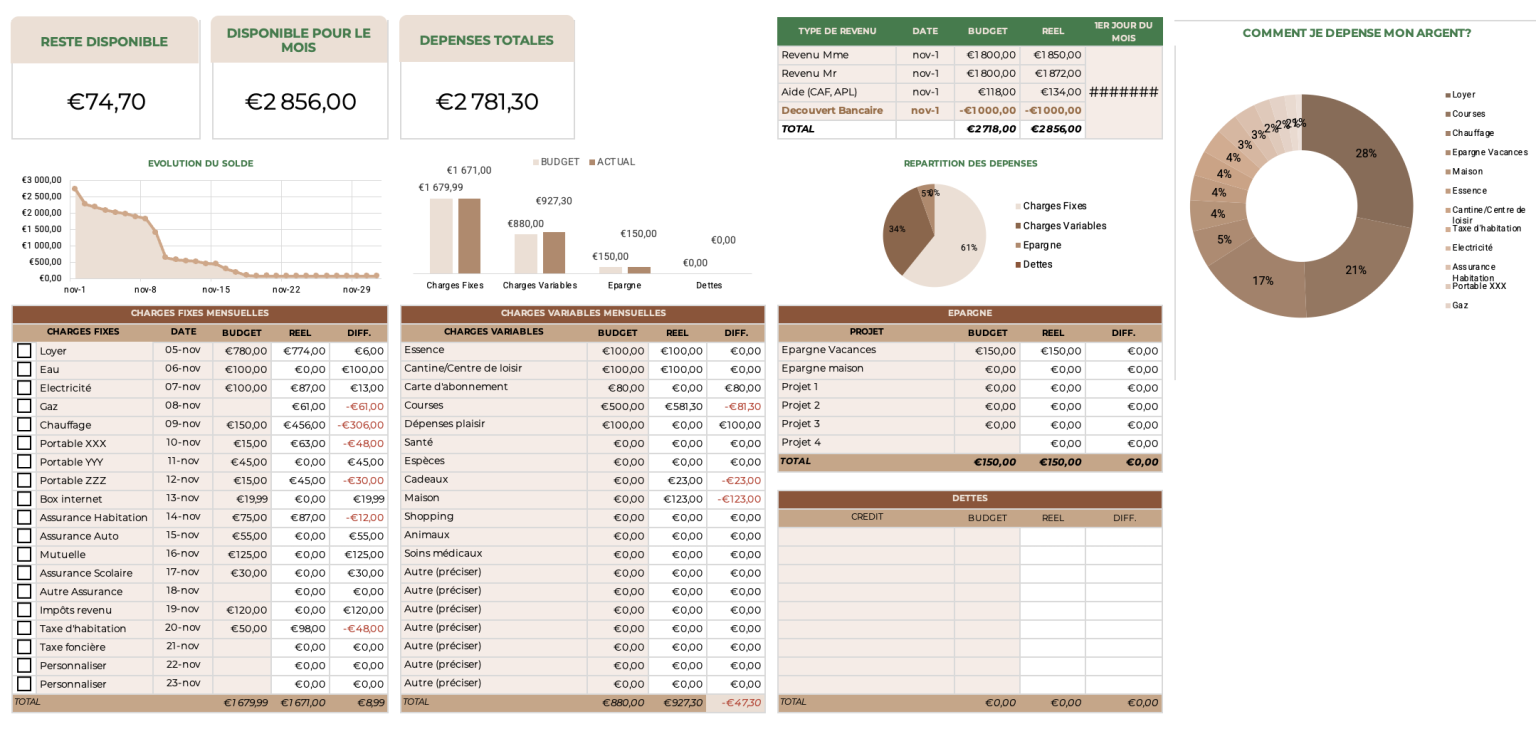 RESTE DISPONIBLE
€74,70
DISPONIBLE POUR LE
MOIS
€2 856,00
DEPENSES TOTALES
€2 781,30
TYPE DE REVENU DATE BUDGET REEL 1ER JOUR DU MOIS
Revenu Mme nov-1 €1 800,00 €1 850,00
Revenu Mr nov-1 €1 800,00 €1 872,00
Aide (CAF, APL) nov-1 €118,00 €134,00 #######
Decouvert Bancaire nov-1 -€1 000,00 -€1 000,00
TOTAL €2 718,00 €2 856,00
COMMENT JE DEPENSE MON ARGENT?
28%
21%
17%
5%
4%
4%
4%
4%
3%
3%
2%
2%
2%
1%
Loyer
Courses
Chauffage
Epargne Vacances
Maison
Essence
Cantine/Centre de
loisir
Taxe d'habitation
Electricité
Assurance
Habitation
Portable XXX
Gaz
EVOLUTION DU SOLDE
€3 000,00
€2 500,00
€2 000,00
€1 500,00
€1 000,00
€500,00
€0,00
nov-1 nov-8 nov-15 nov-22 nov-29
BUDGET ACTUAL
€1 671,00
€1 679,99
€927,30
€880,00
€150,00
€150,00
€0,00
€0,00
Charges Fixes Charges Variables Epargne Dettes
REPARTITION DES DEPENSES
5% 0%
34%
61%
Charges Fixes
Charges Variables
Epargne
Dettes
CHARGES FIXES MENSUELLES
CHARGES FIXES DATE BUDGET REEL DIFF.
Loyer 05-nov €780,00 €774,00 €6,00
Eau 06-nov €100,00 €0,00 €100,00
Electricité 07-nov €100,00 €87,00 €13,00
Gaz 08-nov €61,00 -€61,00
Chauffage 09-nov €150,00 €456,00 -€306,00
Portable XXX 10-nov €15,00 €63,00 -€48,00
Portable YYY 11-nov €45,00 €0,00 €45,00
Portable ZZZ 12-nov €15,00 €45,00 -€30,00
Box internet 13-nov €19,99 €0,00 €19,99
Assurance Habitation 14-nov €75,00 €87,00 -€12,00
Assurance Auto 15-nov €55,00 €0,00 €55,00
Mutuelle 16-nov €125,00 €0,00 €125,00
Assurance Scolaire 17-nov €30,00 €0,00 €30,00
Autre Assurance 18-nov €0,00 €0,00
Impôts revenu 19-nov €120,00 €0,00 €120,00
Taxe d'habitation 20-nov €50,00 €98,00 -€48,00
Taxe foncière 21-nov €0,00 €0,00
Personnaliser 22-nov €0,00 €0,00
Personnaliser 23-nov €0,00 €0,00
TOTAL €1 679,99 €1 671,00 €8,99
CHARGES VARIABLES MENSUELLES
CHARGES VARIABLES BUDGET REEL DIFF.
Essence €100,00 €100,00 €0,00
Cantine/Centre de loisir €100,00 €100,00 €0,00
Carte d'abonnement €80,00 €0,00 €80,00
Courses €500,00 €581,30 -€81,30
Dépenses plaisir €100,00 €0,00 €100,00
Santé €0,00 €0,00 €0,00
Espèces €0,00 €0,00 €0,00
Cadeaux €0,00 €23,00 -€23,00
Maison €0,00 €123,00 -€123,00
Shopping €0,00 €0,00 €0,00
Animaux €0,00 €0,00 €0,00
Soins médicaux €0,00 €0,00 €0,00
Autre (préciser) €0,00 €0,00 €0,00
Autre (préciser) €0,00 €0,00 €0,00
Autre (préciser) €0,00 €0,00 €0,00
Autre (préciser) €0,00 €0,00 €0,00
Autre (préciser) €0,00 €0,00 €0,00
Autre (préciser) €0,00 €0,00 €0,00
Autre (préciser) €0,00 €0,00 €0,00
TOTAL €880,00 €927,30 -€47,30
EPARGNE
PROJET BUDGET REEL DIFF.
Epargne Vacances €150,00 €150,00 €0,00
Epargne maison €0,00 €0,00 €0,00
Projet 1 €0,00 €0,00 €0,00
Projet 2 €0,00 €0,00 €0,00
Projet 3 €0,00 €0,00 €0,00
Projet 4 €0,00 €0,00
TOTAL €150,00 €150,00 €0,00
DETTES
CREDIT BUDGET REEL DIFF.
TOTAL €0,00 €0,00 €0,00